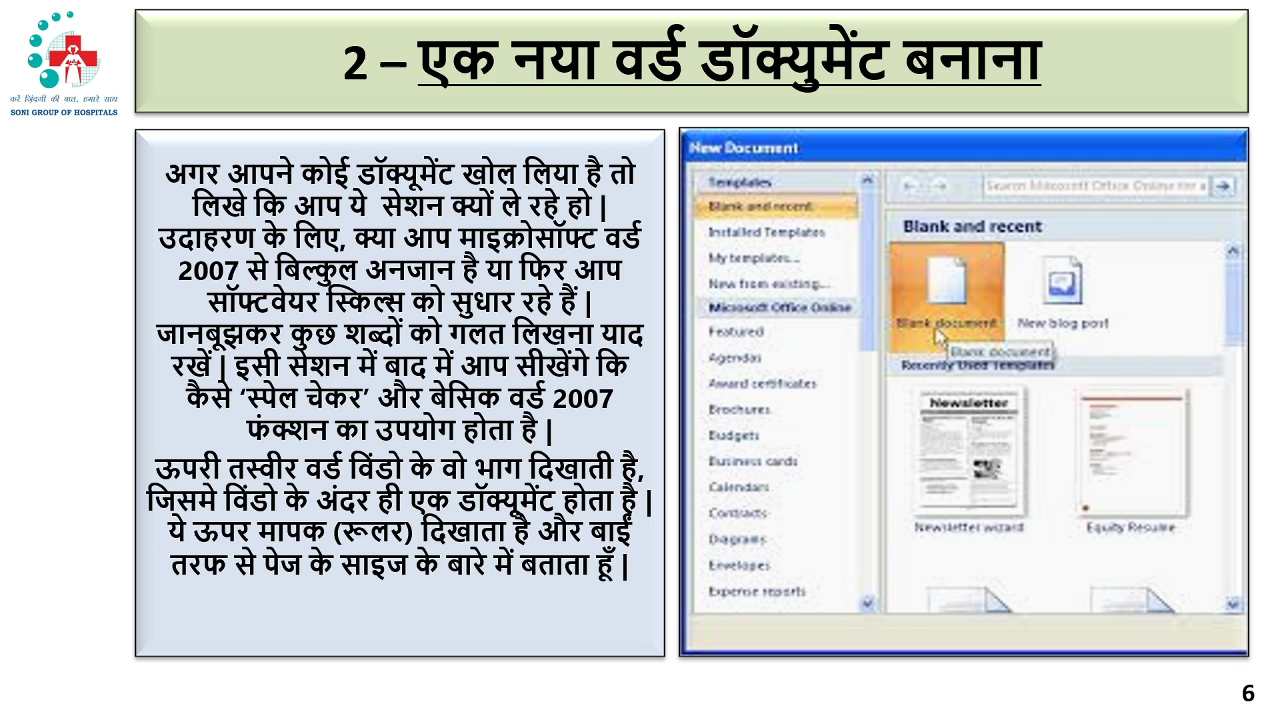 करें ज़िंदगी की बात, हमारे साथ
SONI GROUP OF HOSPITALS
2 – एक नया वर्ड डॉक्युमेंट बनाना
अगर आपने कोई डॉक्यूमेंट खोल लिया है तो
लिखे कि आप ये सेशन क्यों ले रहे हो |
उदाहरण के लिए, क्या आप माइक्रोसॉफ्ट वर्ड
2007 से बिल्कुल अनजान है या फिर आप
सॉफ्टवेयर स्किल्स को सुधार रहे हैं |
जानबूझकर कुछ शब्दों को गलत लिखना याद
रखें | इसी सेशन में बाद में आप सीखेंगे कि
कैसे ‘स्पेल चेकर’ और बेसिक वर्ड 2007
फंक्शन का उपयोग होता है |
ऊपरी तस्वीर वर्ड विंडो के वो भाग दिखाती है,
जिसमे विंडो के अंदर ही एक डॉक्यूमेंट होता है |
ये ऊपर मापक (रूलर) दिखाता है और बाईं
तरफ से पेज के साइज के बारे में बताता हूँ |
New Document
Templates
Blank and recent
Installed Templates
My templates...
New from existing...
Microsoft Office Online
Featured
Agendas
Award certificates
Brochures
Budgets
Business cards
Calendars
Contracts
Diagrams
Envelopes
Expense reports
Search Microsoft Office Online for a
Blank and recent
Blank document
New blog post
Blank document
Recently Used Templates
Newsletter
Newsletter wizard
Equity Resume
6